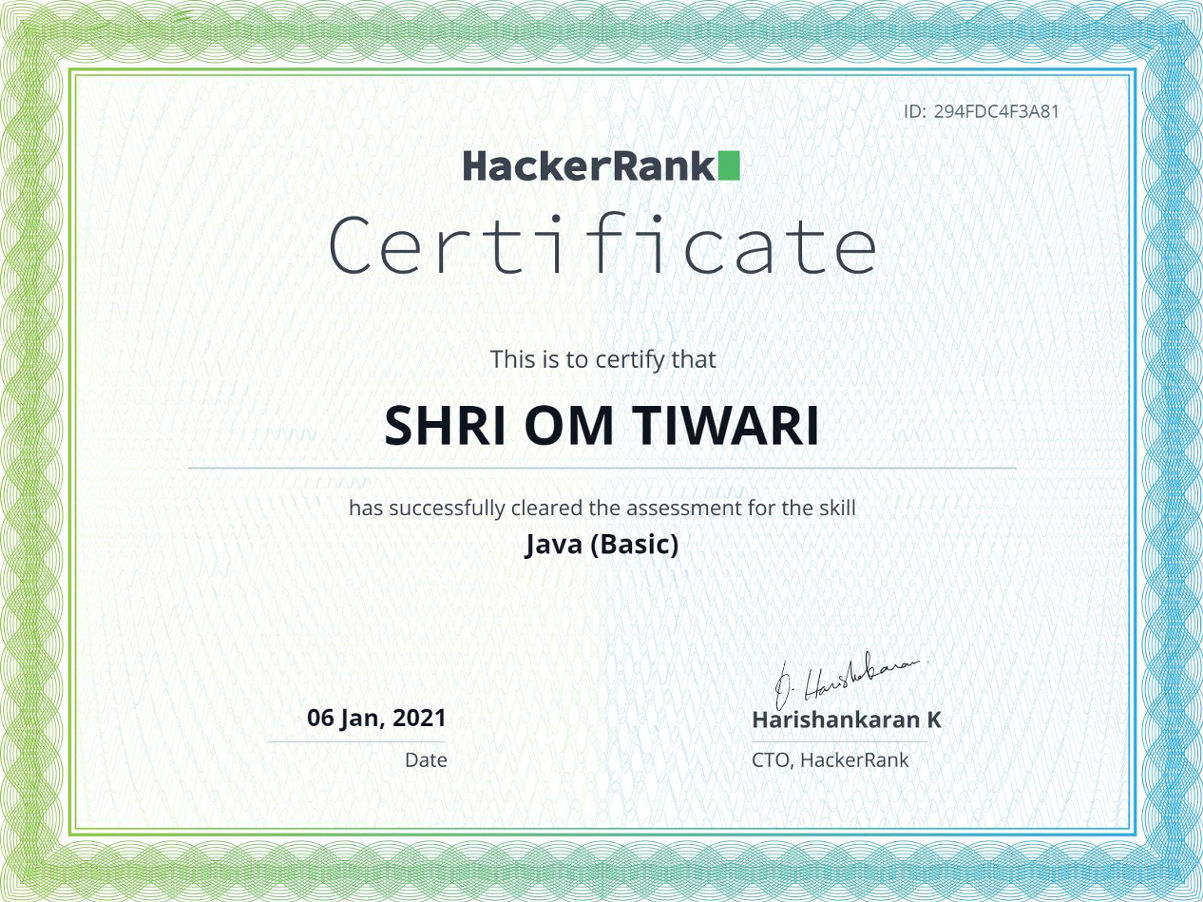 ID: 294FDC4F3A81
HackerRank
Certificate
This is to certify that
SHRI OM TIWARI
has successfully cleared the assessment for the skill
Java (Basic)
06 Jan, 2021
Date
Harishankaran K
CTO, HackerRank